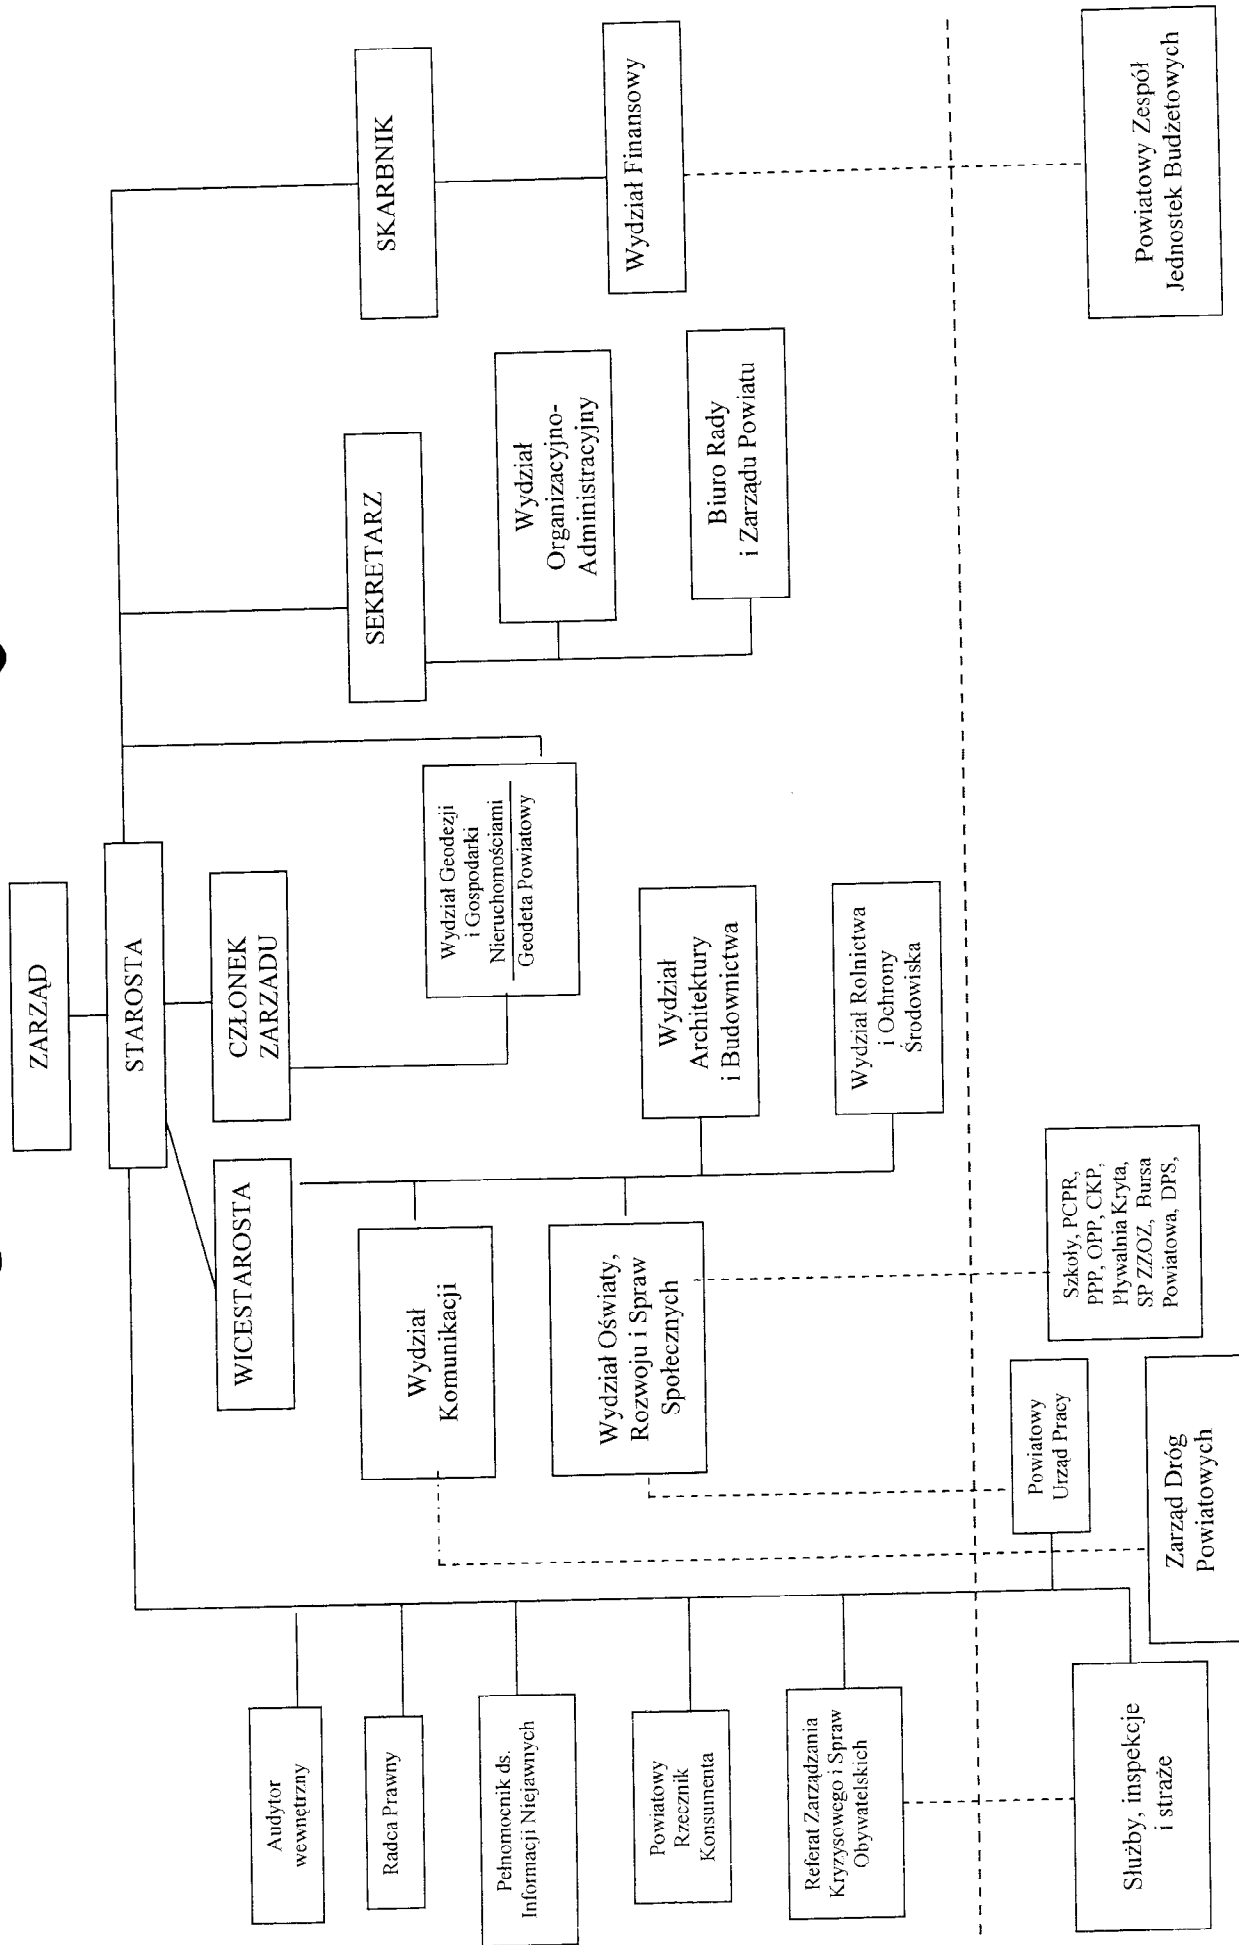 ZARZĄD
STAROSTA
WICESTAROSTA
CZŁONEK
ZARZADU
SEKRETARZ
SKARBNIK
Audytor
wewnętrzny
Radca Prawny
Pełnomocnik ds.
Informacji Niejawnych
Powiatowy
Rzecznik
Konsumenta
Referat Zarządzania
Kryzysowego i Spraw
Obywatelskich
Wydział
Komunikacji
Wydział Oświaty,
Rozwoju i Spraw
Społecznych
Wydział
Architektury
i Budownictwa
Wydział Rolnictwa
i Ochrony
Środowiska
Wydział Geodezji
i Gospodarki
Nieruchomościami
Geodeta Powiatowy
Wydział
Organizacyjno-
Administracyjny
Biuro Rady
i Zarządu Powiatu
Wydział Finansowy
Służby, inspekcje
i straże
Zarząd Dróg
Powiatowych
Powiatowy
Urząd Pracy
Szkoły, PCPR,
PPP, OPP, CKP,
Pływalnia Kryta,
SP ZZOZ, Bursa
Powiatowa, DPS,
Powiatowy Zespół
Jednostek Budżetowych